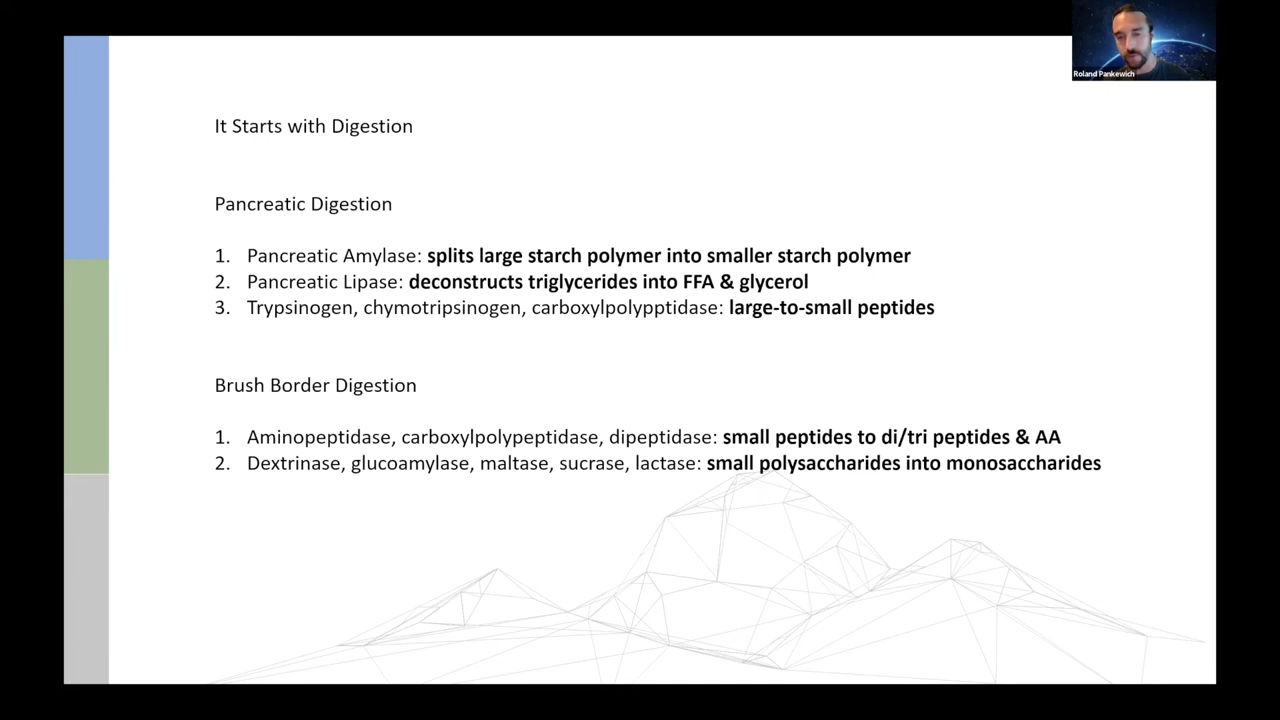 Roland Pankewich
It Starts with Digestion
Pancreatic Digestion
1. Pancreatic Amylase: splits large starch polymer into smaller starch polymer
2. Pancreatic Lipase: deconstructs triglycerides into FFA & glycerol
3. Trypsinogen, chymotripsinogen, carboxylpolypptidase: large-to-small peptides
Brush Border Digestion
1. Aminopeptidase, carboxylpolypeptidase, dipeptidase: small peptides to di/tri peptides & AA
2. Dextrinase, glucoamylase, maltase, sucrase, lactase: small polysaccharides into monosaccharides